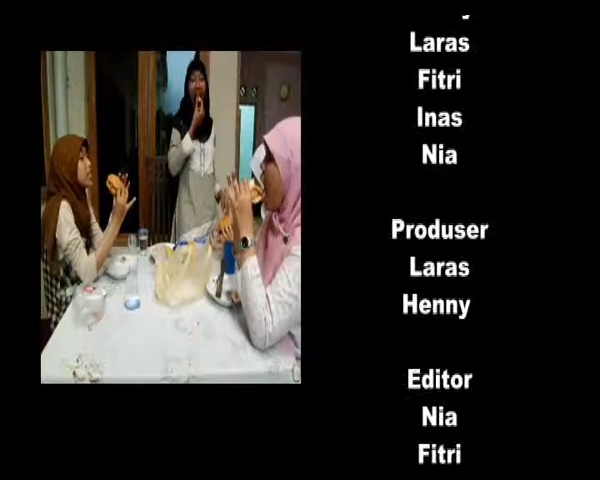 Laras
Fitri
Inas
Nia
Produser
Laras
Henny
Editor
Nia
Fitri